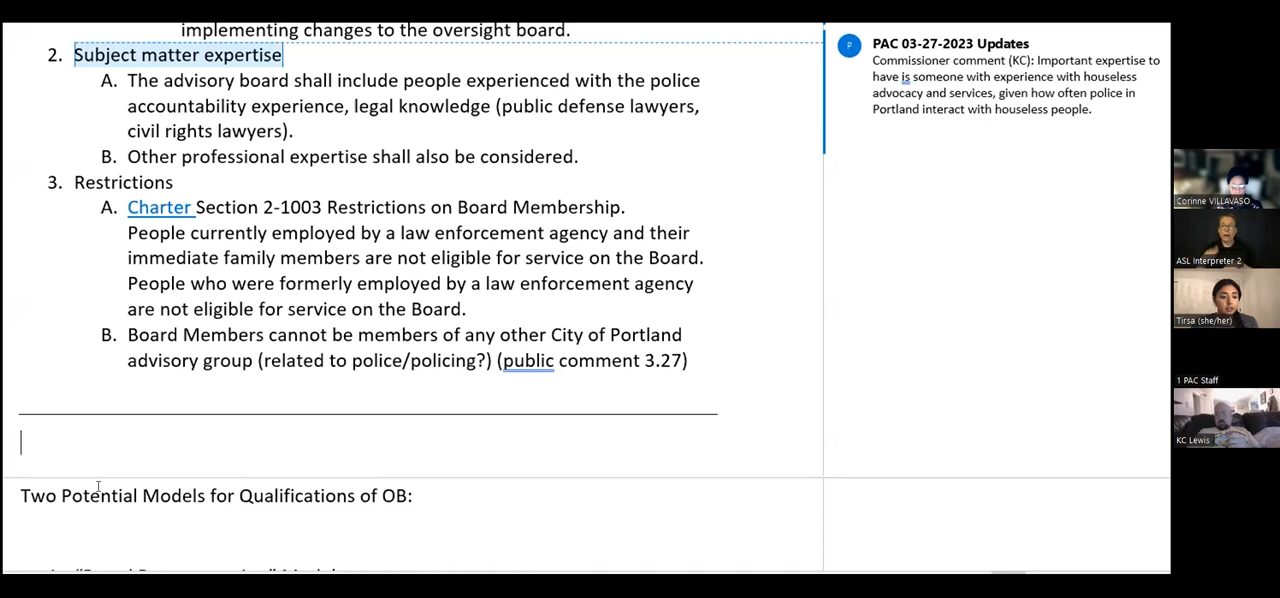 implementing changes to the oversight board.
2. Subject matter expertise
A. The advisory board shall include people experienced with the police
accountability experience, legal knowledge (public defense lawyers,
civil rights lawyers).
B. Other professional expertise shall also be considered.
3. Restrictions
A. Charter Section 2-1003 Restrictions on Board Membership.
People currently employed by a law enforcement agency and their
immediate family members are not eligible for service on the Board.
People who were formerly employed by a law enforcement agency
are not eligible for service on the Board.
B. Board Members cannot be members of any other City of Portland
advisory group (related to police/policing?) (public comment 3.27)
Two Potential Models for Qualifications of OB:
P
PAC 03-27-2023 Updates
Commissioner comment (KC): Important expertise to
have is someone with experience with houseless
advocacy and services, given how often police in
Portland interact with houseless people.
Corinne VILLAVASO
ASL Interpreter 2
Tirsa (she/her)
1 PAC Staff
KC Lewis